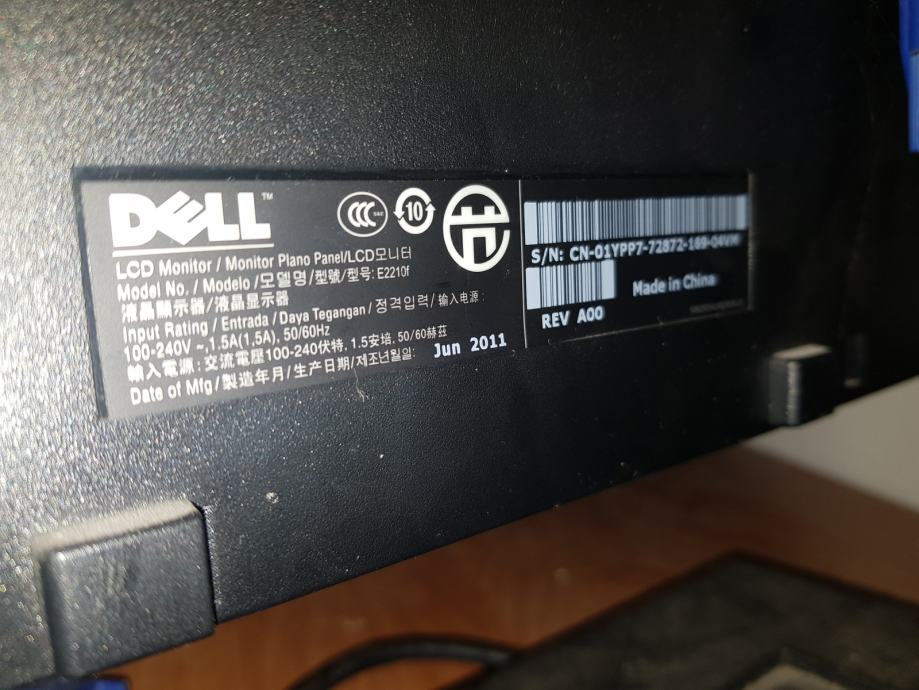 DELL™
LCD Monitor / Monitor Plano Panel/LCD모니터
Model No. / Modelo /모델명/型號/型号: E2210f
液晶顯示器/液晶显示器
Input Rating / Entrada / Daya Tegangan / 정격입력/ 输入电源:
100-240V ~,1.5A(1.5A), 50/60Hz
輸入電源:交流電壓100-240伏特, 1.5安培, 50/60赫茲
Date of Mfg/製造年月/生产日期/제조년월일: Jun 2011
CCC S&E
10
S/N: CN-01YPP7-72872-169-04VM
Made in China
REV A00